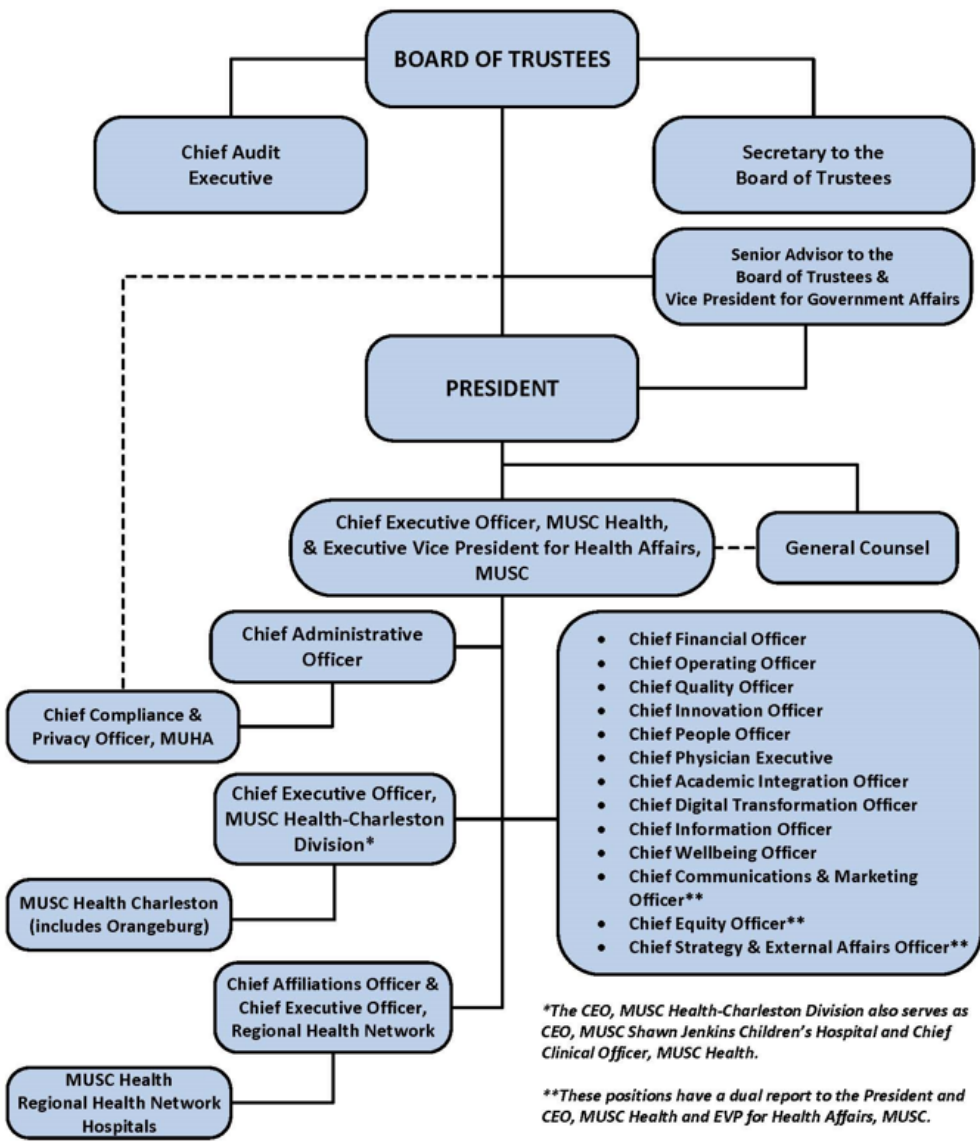 BOARD OF TRUSTEES
Chief Audit
Executive
Secretary to the
Board of Trustees
Senior Advisor to the
Board of Trustees &
Vice President for Government Affairs
PRESIDENT
Chief Executive Officer, MUSC Health,
& Executive Vice President for Health Affairs,
MUSC
General Counsel
Chief Administrative
Officer
Chief Compliance &
Privacy Officer, MUHA
Chief Executive Officer,
MUSC Health-Charleston
Division*
MUSC Health Charleston
(includes Orangeburg)
Chief Affiliations Officer &
Chief Executive Officer,
Regional Health Network
MUSC Health
Regional Health Network
Hospitals
• Chief Financial Officer
• Chief Operating Officer
• Chief Quality Officer
• Chief Innovation Officer
• Chief People Officer
• Chief Physician Executive
• Chief Academic Integration Officer
• Chief Digital Transformation Officer
• Chief Information Officer
• Chief Wellbeing Officer
• Chief Communications & Marketing
Officer**
• Chief Equity Officer**
• Chief Strategy & External Affairs Officer**
*The CEO, MUSC Health-Charleston Division also serves as
CEO, MUSC Shawn Jenkins Children's Hospital and Chief
Clinical Officer, MUSC Health.
**These positions have a dual report to the President and
CEO, MUSC Health and EVP for Health Affairs, MUSC.